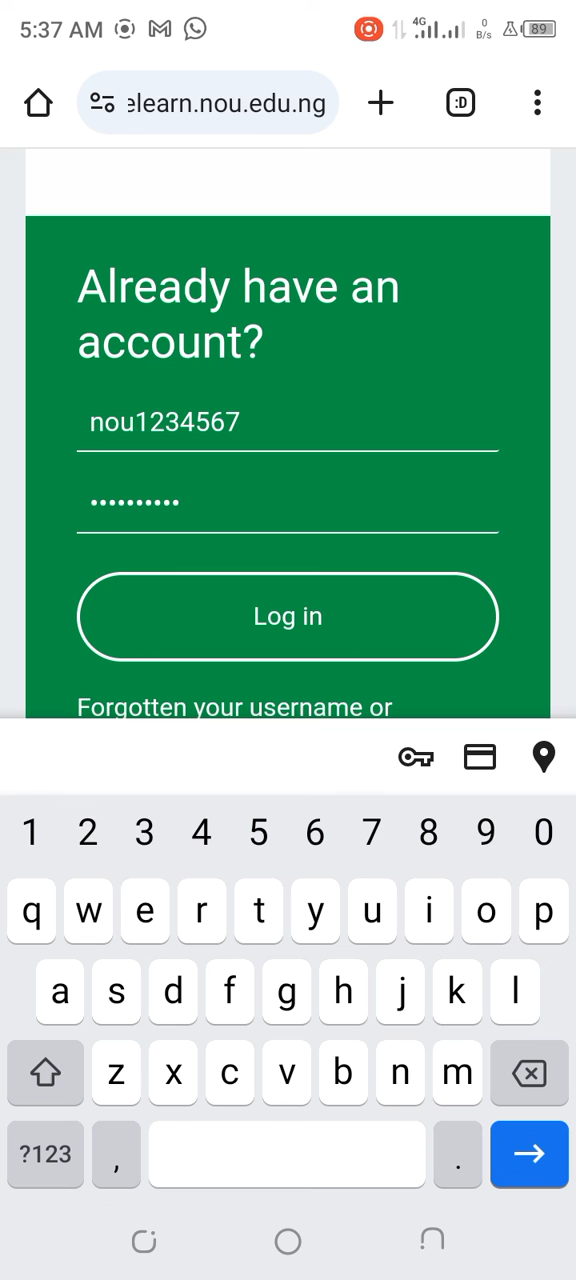 5:37 AM 4G 0 B/s 89
elearn.nou.edu.ng :D
Already have an
account?
nou1234567
••••••••••
Log in
Forgotten your username or
1 2 3 4 5 6 7 8 9 0
q w e r t y u i o p
a s d f g h j k l
z x c v b n m
?123 , .